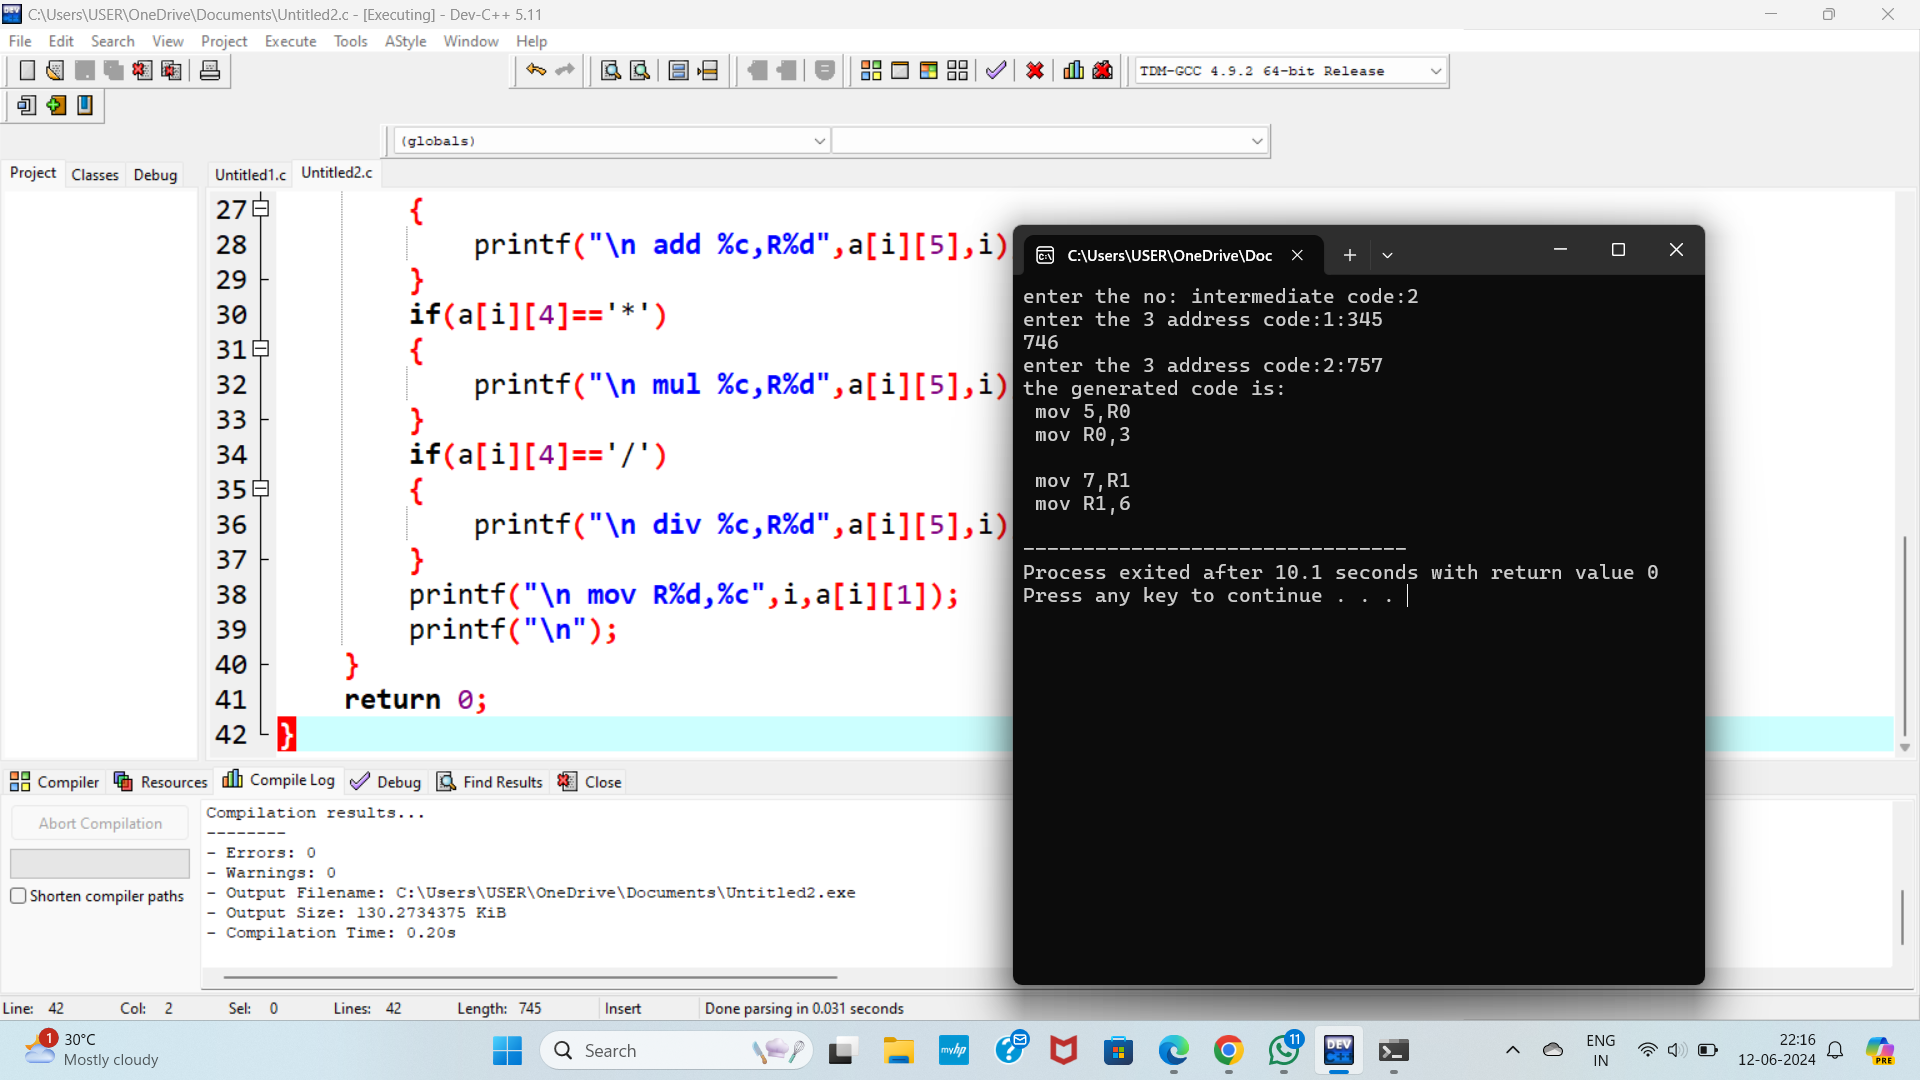 C:\Users\USER\OneDrive\Documents\Untitled2.c - [Executing] - Dev-C++ 5.11
File Edit Search View Project Execute Tools AStyle Window Help
TDM-GCC 4.9.2 64-bit Release
(globals)
Project Classes Debug
Untitled1.c Untitled2.c
27 {
28 printf("\n add %c,R%d",a[i][5],i)
29 }
30 if(a[i][4]=='*')
31 {
32 printf("\n mul %c,R%d",a[i][5],i)
33 }
34 if(a[i][4]=='/')
35 {
36 printf("\n div %c,R%d",a[i][5],i)
37 }
38 printf("\n mov R%d,%c",i,a[i][1]);
39 printf("\n");
40 }
41 return 0;
42 }
C:\Users\USER\OneDrive\Doc
enter the no: intermediate code:2
enter the 3 address code:1:345
746
enter the 3 address code:2:757
the generated code is:
mov 5,R0
mov R0,3
mov 7,R1
mov R1,6
--------------------------------
Process exited after 10.1 seconds with return value 0
Press any key to continue . . .
Compiler Resources Compile Log Debug Find Results Close
Abort Compilation
Shorten compiler paths
Compilation results...
--------
- Errors: 0
- Warnings: 0
- Output Filename: C:\Users\USER\OneDrive\Documents\Untitled2.exe
- Output Size: 130.2734375 KiB
- Compilation Time: 0.20s
Line: 42 Col: 2 Sel: 0 Lines: 42 Length: 745 Insert Done parsing in 0.031 seconds
1
30°C
Mostly cloudy
Search
myhp
11
DEV
C++
ENG
IN
22:16
12-06-2024
PRE